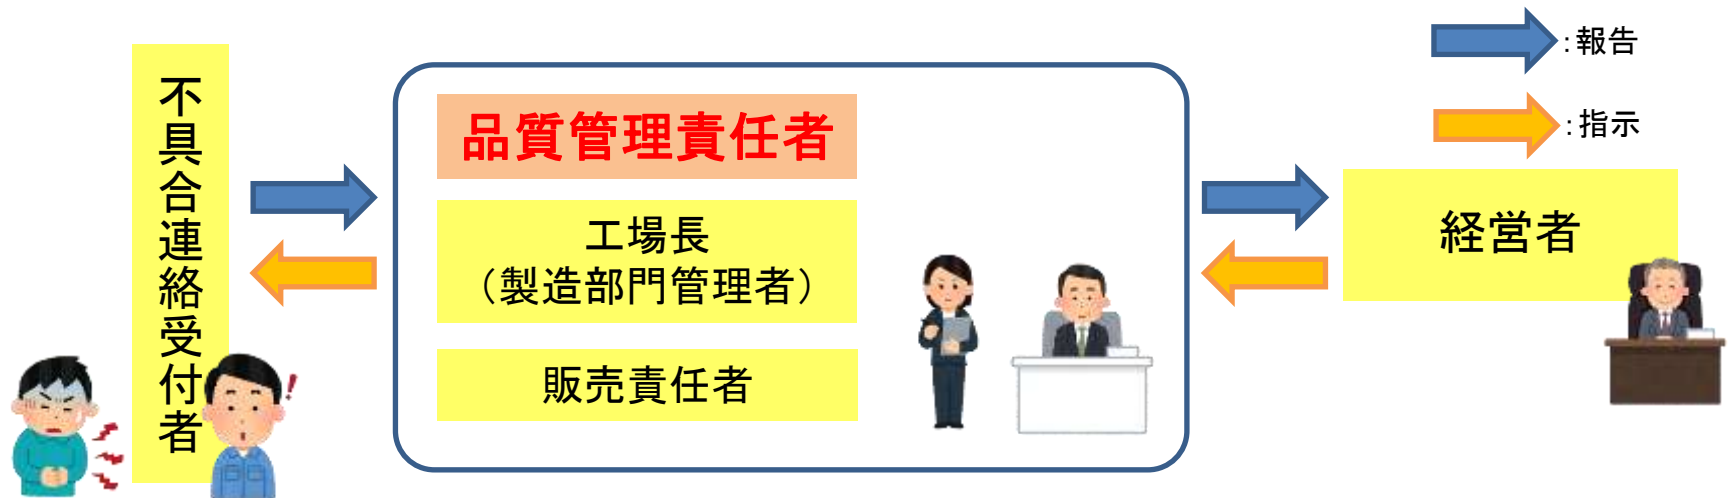 不具合連絡受付者
品質管理責任者
工場長
（製造部門管理者）
販売責任者
：報告
：指示
経営者